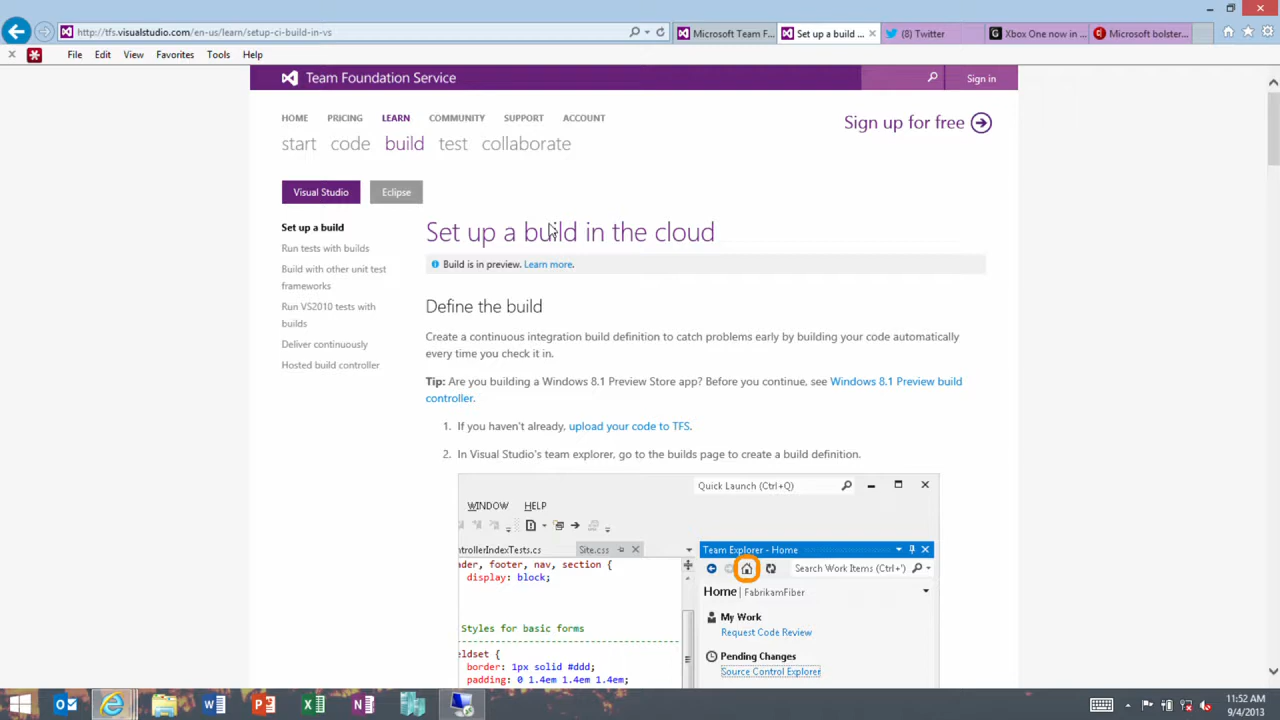 http://tfs.visualstudio.com/en-us/learn/setup-ci-build-in-vs
Microsoft Team F...
Set up a build ...
(8) Twitter
Xbox One now in ...
Microsoft bolster...
File Edit View Favorites Tools Help
Team Foundation Service
Sign in
HOME PRICING LEARN COMMUNITY SUPPORT ACCOUNT
Sign up for free
start code build test collaborate
Visual Studio
Eclipse
Set up a build
Run tests with builds
Build with other unit test
frameworks
Run VS2010 tests with
builds
Deliver continuously
Hosted build controller
Set up a build in the cloud
Build is in preview. Learn more.
Define the build
Create a continuous integration build definition to catch problems early by building your code automatically
every time you check it in.
Tip: Are you building a Windows 8.1 Preview Store app? Before you continue, see Windows 8.1 Preview build
controller.
1. If you haven't already, upload your code to TFS.
2. In Visual Studio's team explorer, go to the builds page to create a build definition.
Quick Launch (Ctrl+Q)
WINDOW HELP
ntrollerIndexTests.cs
Site.css
ader, footer, nav, section {
display: block;
Styles for basic forms
eldset {
border: 1px solid #ddd;
padding: 0 1.4em 1.4em 1.4em;
Team Explorer - Home
Search Work Items (Ctrl+')
Home | FabrikamFiber
My Work
Request Code Review
Pending Changes
Source Control Explorer
11:52 AM
9/4/2013